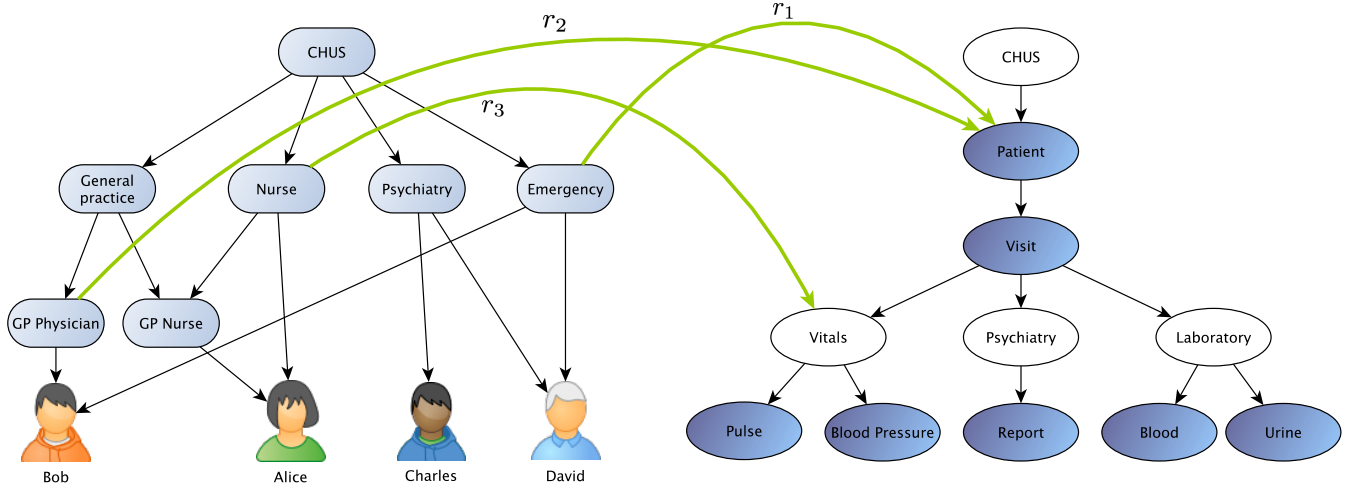 r1
r2
CHUS
CHUS
r3
Patient
General
practice
Nurse
Psychiatry
Emergency
Visit
GP Physician
GP Nurse
Vitals
Psychiatry
Laboratory
Pulse
Blood Pressure
Report
Blood
Urine
Bob
Alice
Charles
David